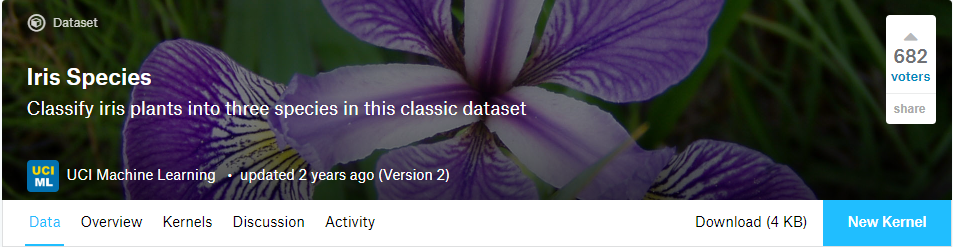 Dataset
682
voters
share
Iris Species
Classify iris plants into three species in this classic dataset
UCI
ML
UCI Machine Learning • updated 2 years ago (Version 2)
Data Overview Kernels Discussion Activity Download (4 KB) New Kernel